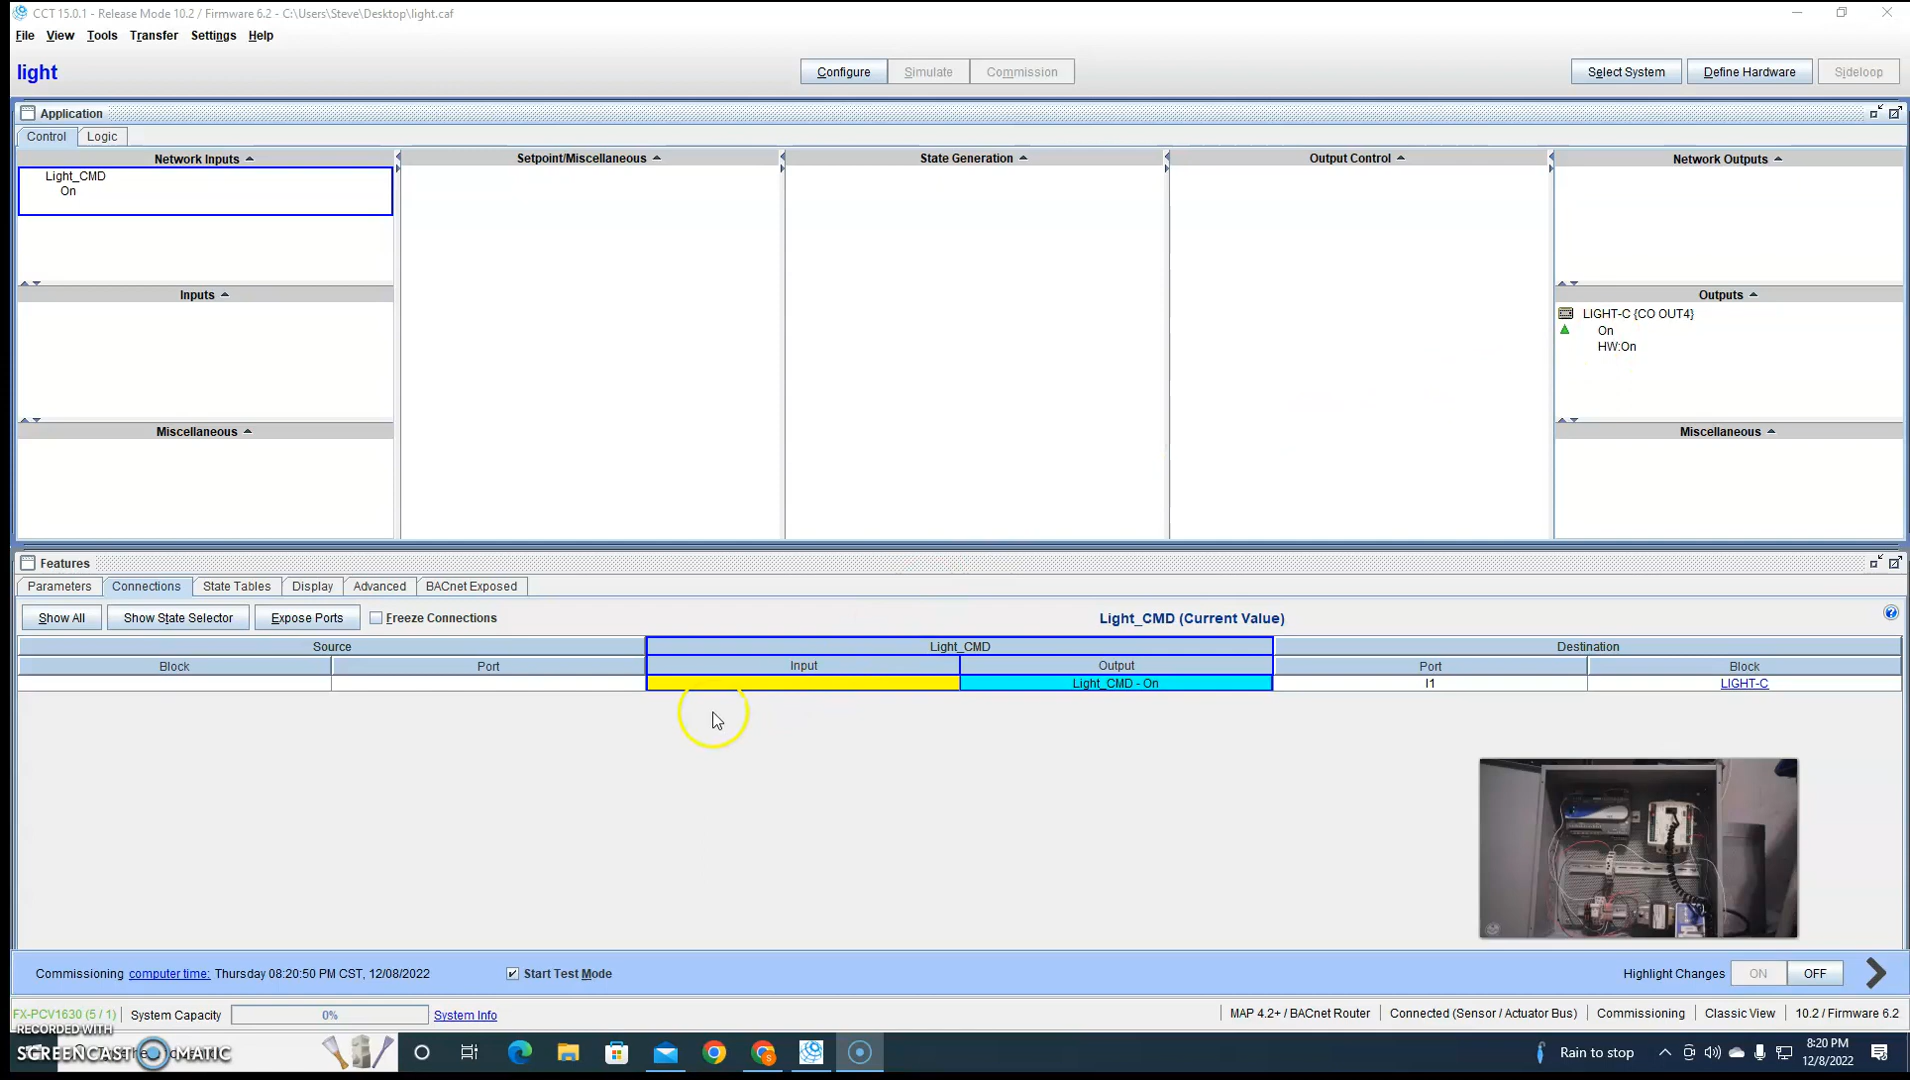 CCT 15.0.1 - Release Mode 10.2 / Firmware 6.2 - C:\Users\Steve\Desktop\light.caf
File View Tools Transfer Settings Help
light
Configure Simulate Commission
Select System Define Hardware Sideloop
Application
Control Logic
Network Inputs Setpoint/Miscellaneous State Generation Output Control Network Outputs
Light_CMD
On
Inputs Outputs
LIGHT-C {CO OUT4}
On
HW:On
Miscellaneous Miscellaneous
Features
Parameters Connections State Tables Display Advanced BACnet Exposed
Show All Show State Selector Expose Ports Freeze Connections Light_CMD (Current Value)
Source Light_CMD Destination
Block Port Input Output Port Block
Light_CMD - On I1 LIGHT-C
Commissioning computer time: Thursday 08:20:50 PM CST, 12/08/2022 Start Test Mode Highlight Changes ON OFF
FX-PCV1630 (5 / 1) System Capacity 0% System Info MAP 4.2+ / BACnet Router Connected (Sensor / Actuator Bus) Commissioning Classic View 10.2 / Firmware 6.2
RECORDED WITH
SCREENCAST MATIC
Rain to stop
8:20 PM
12/8/2022